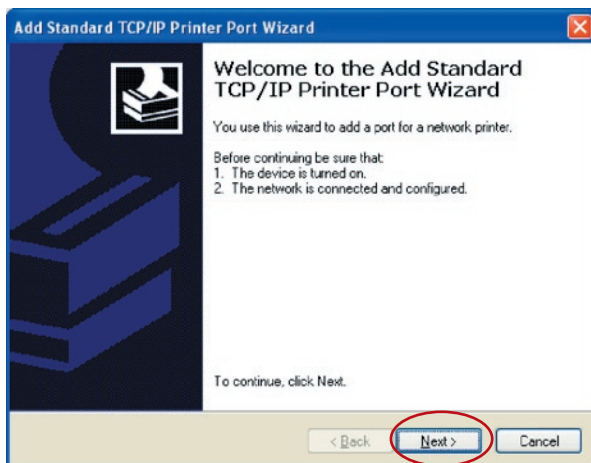 Add Standard TCP/IP Printer Port Wizard
Welcome to the Add Standard
TCP/IP Printer Port Wizard
You use this wizard to add a port for a network printer.
Before continuing be sure that:
1. The device is turned on.
2. The network is connected and configured.
To continue, click Next.
< Back Next > Cancel